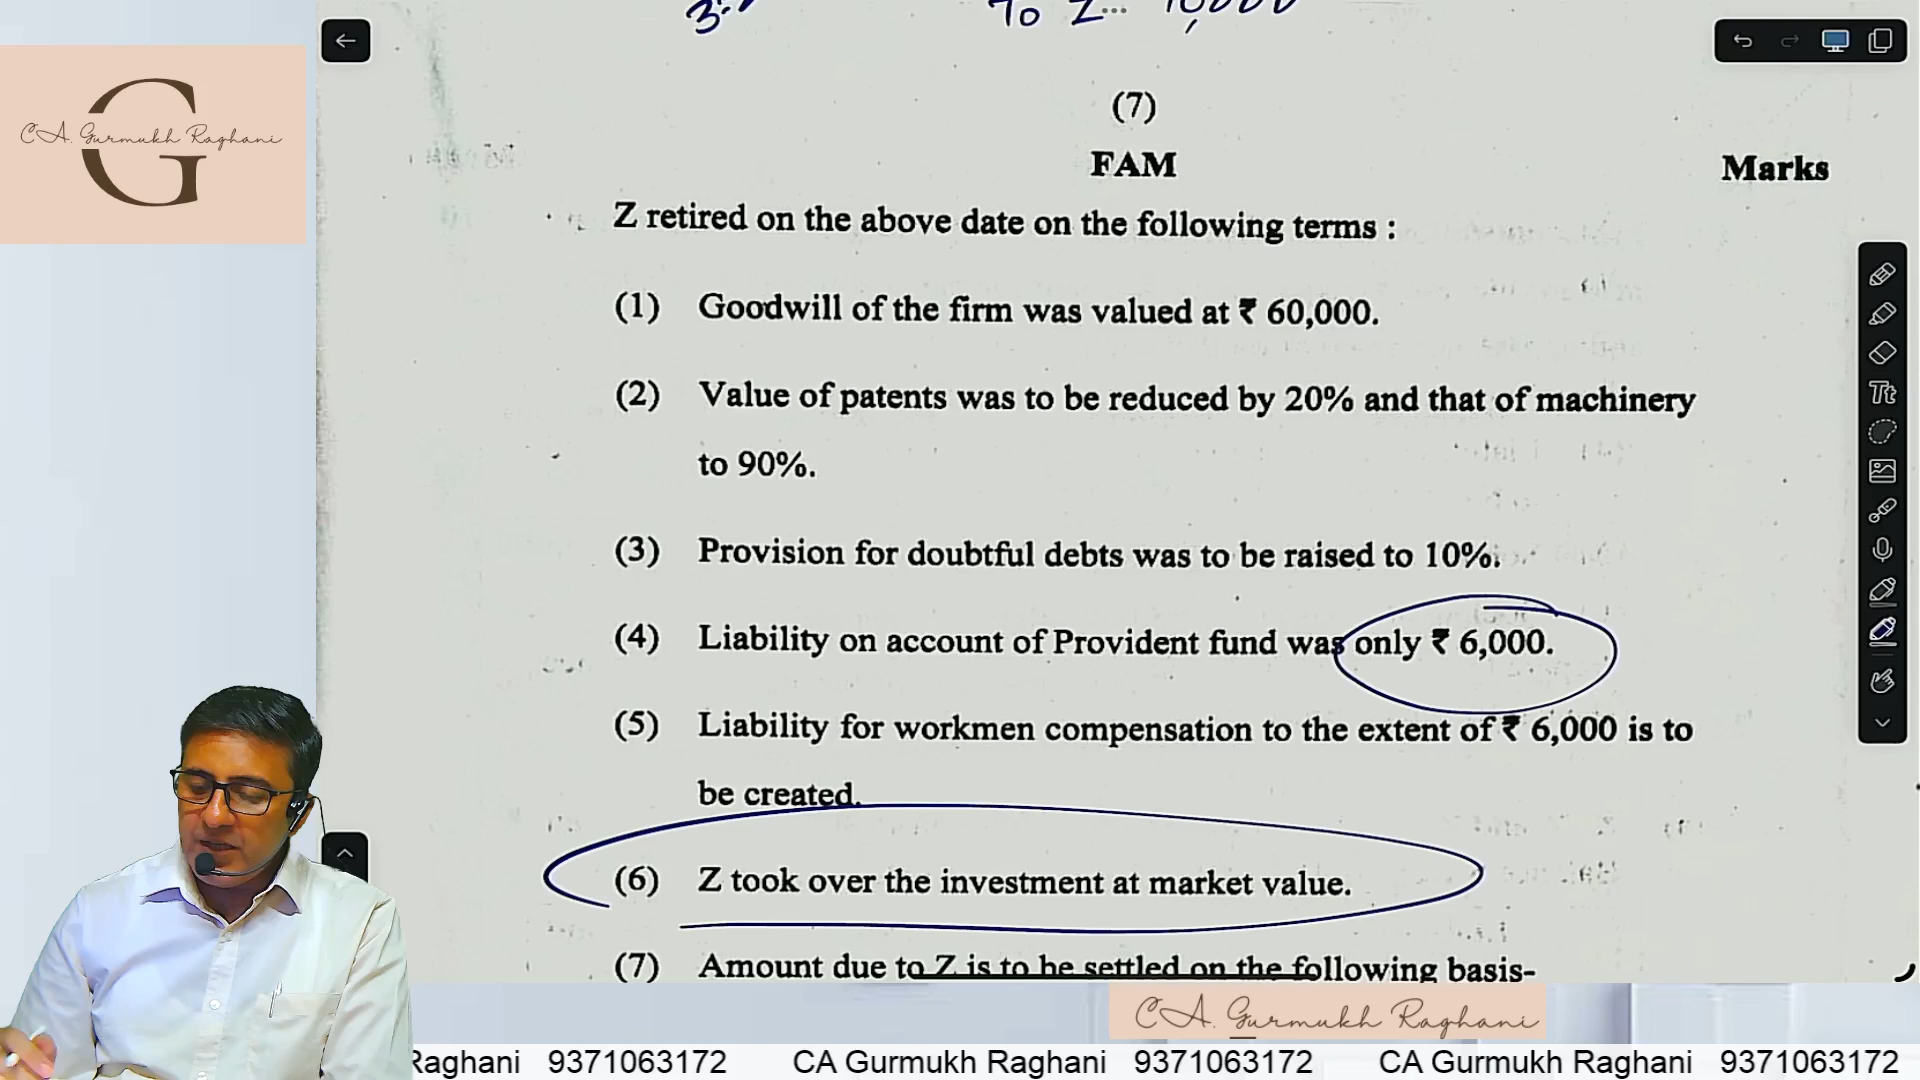 To Z... 10,000
CA. Gurmukh Raghani
(7)
FAM
Marks
Z retired on the above date on the following terms :
(1) Goodwill of the firm was valued at ₹ 60,000.
(2) Value of patents was to be reduced by 20% and that of machinery
to 90%.
(3) Provision for doubtful debts was to be raised to 10%.
(4) Liability on account of Provident fund was only ₹ 6,000.
(5) Liability for workmen compensation to the extent of ₹ 6,000 is to
be created.
(6) Z took over the investment at market value.
(7) Amount due to Z is to be settled on the following basis-
Tt
CA. Gurmukh Raghani
Raghani 9371063172 CA Gurmukh Raghani 9371063172 CA Gurmukh Raghani 9371063172